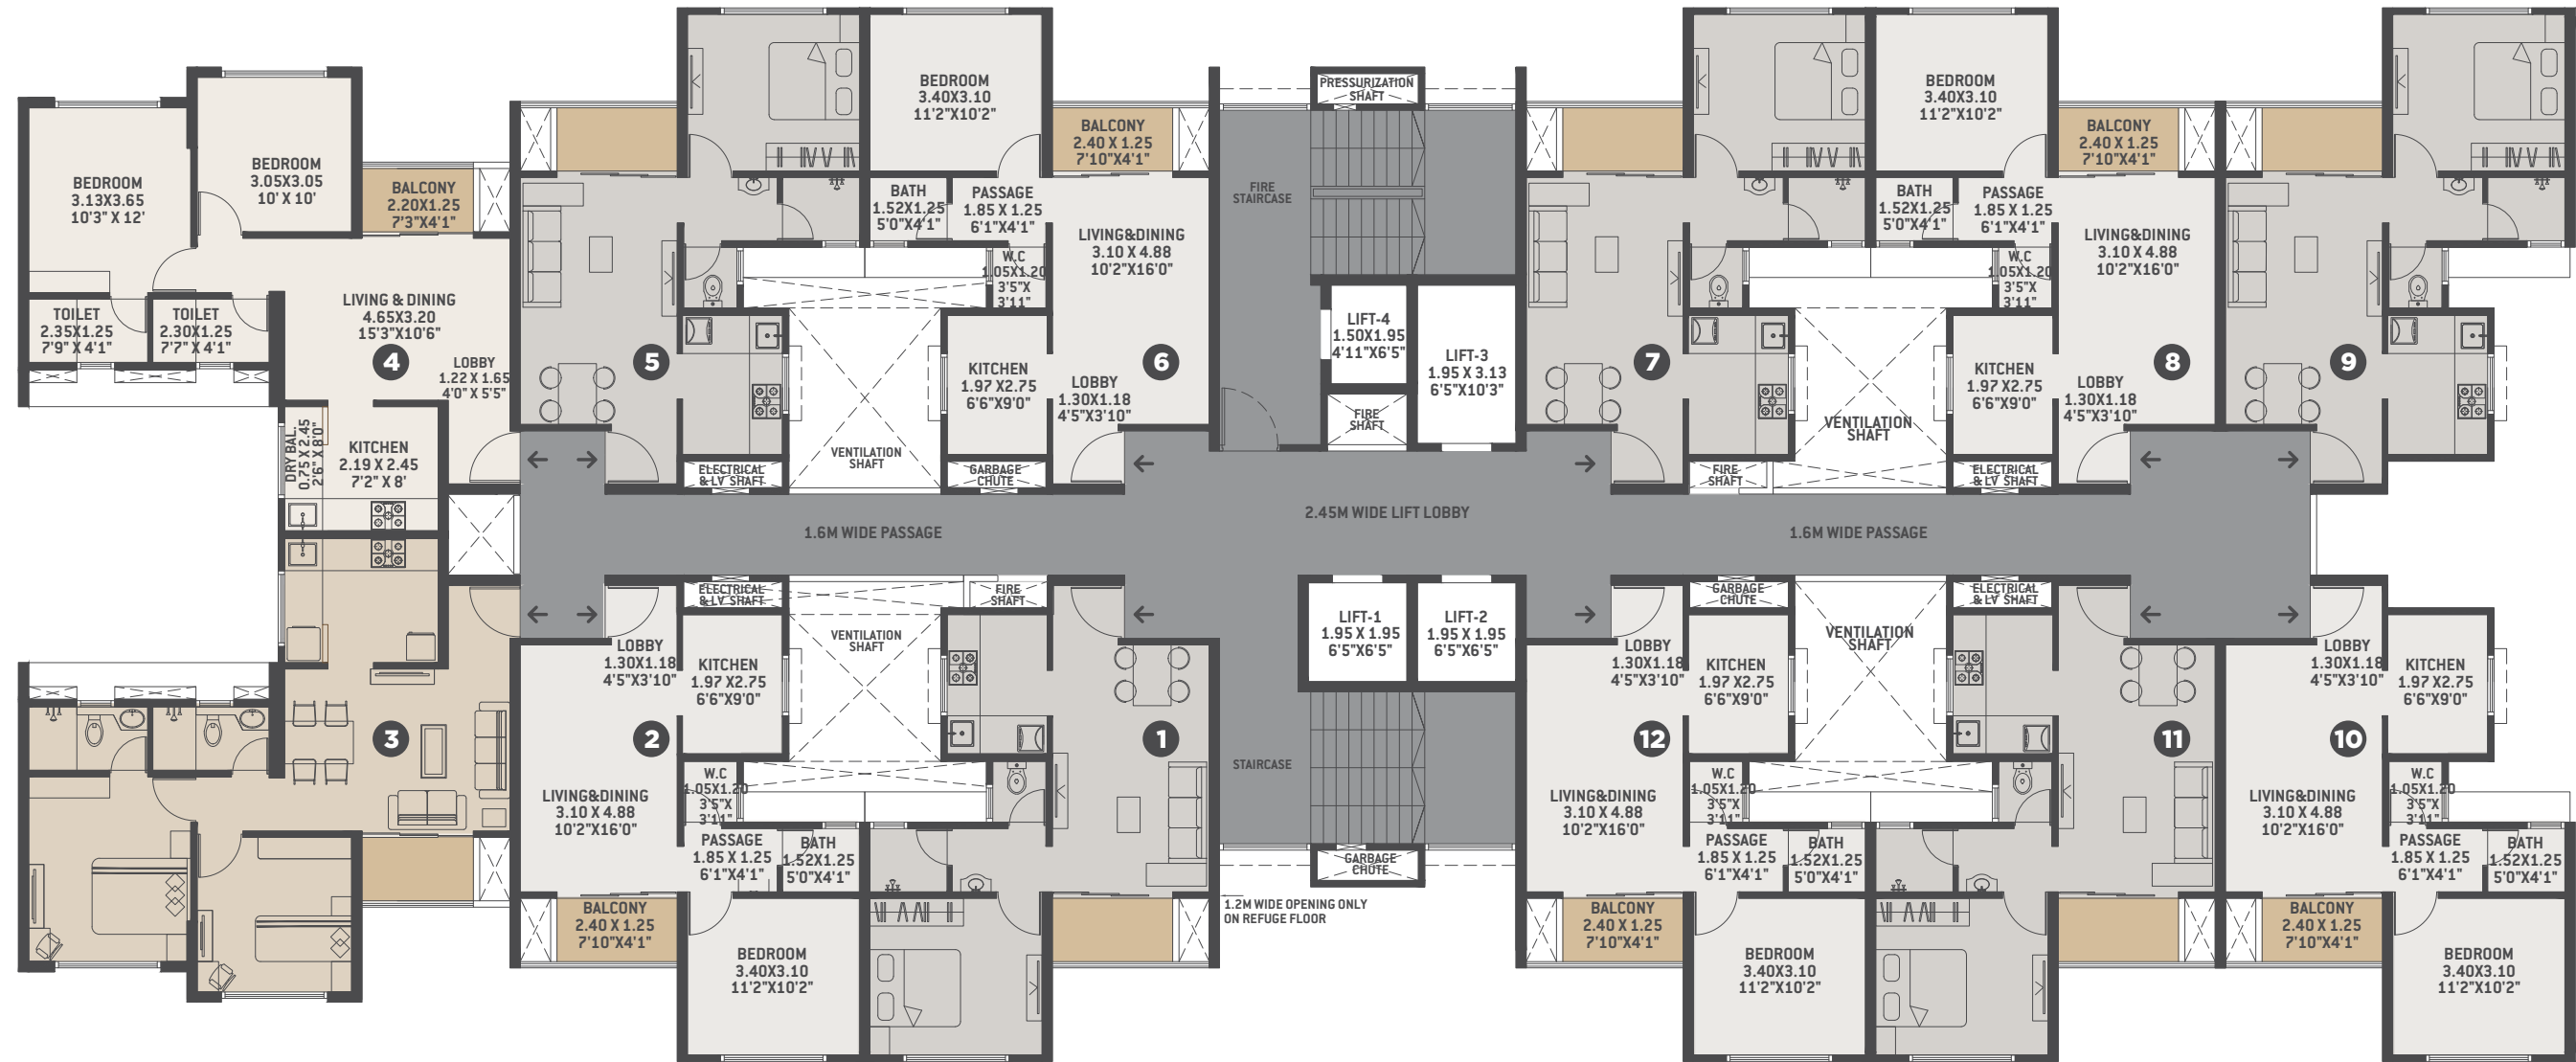 BEDROOM
3.13X3.65
10'3" X 12'
BEDROOM
3.05X3.05
10' X 10'
BALCONY
2.20X1.25
7'3"X4'1"
TOILET
2.35X1.25
7'9" X 4'1"
TOILET
2.30X1.25
7'7" X 4'1"
LIVING & DINING
4.65X3.20
15'3"X10'6"
4
LOBBY
1.22 X 1.65
4'0" X 5'5"
DRY BAL.
0.75 X 2.45
2'6" X 8'0"
KITCHEN
2.19 X 2.45
7'2" X 8'
5
BEDROOM
3.40X3.10
11'2"X10'2"
BALCONY
2.40 X 1.25
7'10"X4'1"
BATH
1.52X1.25
5'0"X4'1"
PASSAGE
1.85 X 1.25
6'1"X4'1"
W.C
1.05X1.20
3'5"X
3'11"
LIVING&DINING
3.10 X 4.88
10'2"X16'0"
6
KITCHEN
1.97 X2.75
6'6"X9'0"
LOBBY
1.30X1.18
4'5"X3'10"
VENTILATION
SHAFT
ELECTRICAL
& LV SHAFT
GARBAGE
CHUTE
PRESSURIZATION
SHAFT
FIRE
STAIRCASE
LIFT-4
1.50X1.95
4'11"X6'5"
LIFT-3
1.95 X 3.13
6'5"X10'3"
FIRE
SHAFT
7
BEDROOM
3.40X3.10
11'2"X10'2"
BALCONY
2.40 X 1.25
7'10"X4'1"
BATH
1.52X1.25
5'0"X4'1"
PASSAGE
1.85 X 1.25
6'1"X4'1"
W.C
1.05X1.20
3'5"X
3'11"
LIVING&DINING
3.10 X 4.88
10'2"X16'0"
8
KITCHEN
1.97 X2.75
6'6"X9'0"
LOBBY
1.30X1.18
4'5"X3'10"
VENTILATION
SHAFT
FIRE
SHAFT
ELECTRICAL
& LV SHAFT
9
1.6M WIDE PASSAGE
2.45M WIDE LIFT LOBBY
1.6M WIDE PASSAGE
3
ELECTRICAL
& LV SHAFT
VENTILATION
SHAFT
FIRE
SHAFT
LOBBY
1.30X1.18
4'5"X3'10"
KITCHEN
1.97 X2.75
6'6"X9'0"
2
W.C
1.05X1.20
3'5"X
3'11"
LIVING&DINING
3.10 X 4.88
10'2"X16'0"
PASSAGE
1.85 X 1.25
6'1"X4'1"
BATH
1.52X1.25
5'0"X4'1"
BALCONY
2.40 X 1.25
7'10"X4'1"
BEDROOM
3.40X3.10
11'2"X10'2"
1
LIFT-1
1.95 X 1.95
6'5"X6'5"
LIFT-2
1.95 X 1.95
6'5"X6'5"
STAIRCASE
GARBAGE
CHUTE
1.2M WIDE OPENING ONLY
ON REFUGE FLOOR
GARBAGE
CHUTE
VENTILATION
SHAFT
ELECTRICAL
& LV SHAFT
LOBBY
1.30X1.18
4'5"X3'10"
KITCHEN
1.97 X2.75
6'6"X9'0"
12
W.C
1.05X1.20
3'5"X
3'11"
LIVING&DINING
3.10 X 4.88
10'2"X16'0"
PASSAGE
1.85 X 1.25
6'1"X4'1"
BATH
1.52X1.25
5'0"X4'1"
BALCONY
2.40 X 1.25
7'10"X4'1"
BEDROOM
3.40X3.10
11'2"X10'2"
11
LOBBY
1.30X1.18
4'5"X3'10"
KITCHEN
1.97 X2.75
6'6"X9'0"
10
W.C
1.05X1.20
3'5"X
3'11"
LIVING&DINING
3.10 X 4.88
10'2"X16'0"
PASSAGE
1.85 X 1.25
6'1"X4'1"
BATH
1.52X1.25
5'0"X4'1"
BALCONY
2.40 X 1.25
7'10"X4'1"
BEDROOM
3.40X3.10
11'2"X10'2"